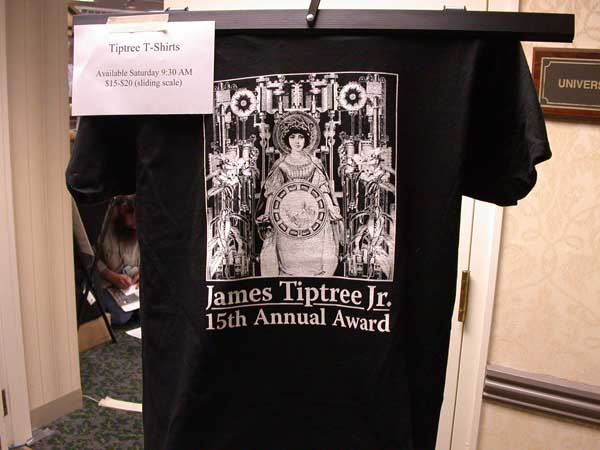 Tiptree T-Shirts
Available Saturday 9:30 AM
$15-$20 (sliding scale)
UNIVERS
James Tiptree Jr.
15th Annual Award